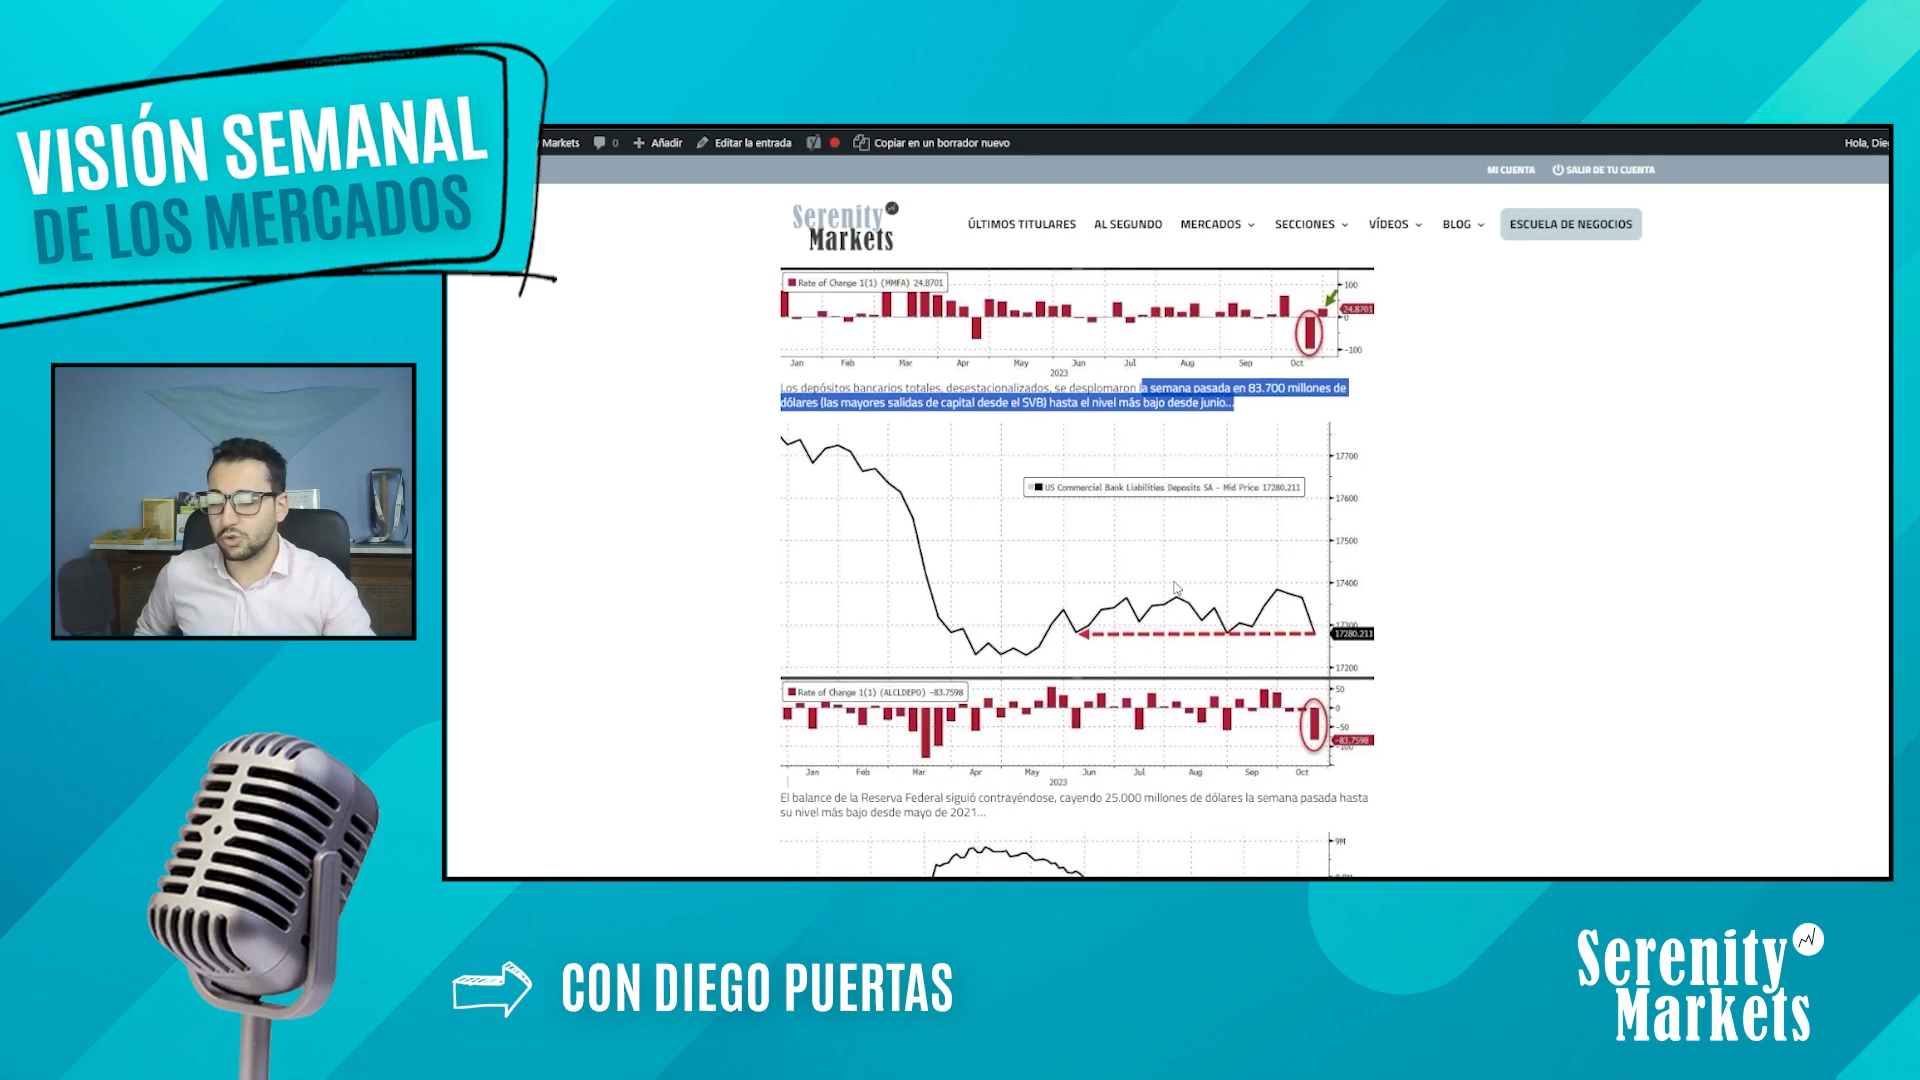 VISIÓN SEMANAL
DE LOS MERCADOS
Markets 0 Añadir Editar la entrada Copiar en un borrador nuevo Hola, Die
MI CUENTA SALIR DE TU CUENTA
Serenity
Markets
ÚLTIMOS TITULARES AL SEGUNDO MERCADOS SECCIONES VÍDEOS BLOG ESCUELA DE NEGOCIOS
Rate of Change 1(1) (MMFA) 24.8701
100
24.8701
0
-100
Jan Feb Mar Apr May Jun Jul Aug Sep Oct
2023
Los depósitos bancarios totales, desestacionalizados, se desplomaron la semana pasada en 83.700 millones de
dólares (las mayores salidas de capital desde el SVB) hasta el nivel más bajo desde junio...
17700
US Commercial Bank Liabilities Deposits SA - Mid Price 17280.211
17600
17500
17400
17300
17280.211
17200
Rate of Change 1(1) (ALCLDEPO) -83.7598
50
0
-50
-83.7598
-100
Jan Feb Mar Apr May Jun Jul Aug Sep Oct
2023
El balance de la Reserva Federal siguió contrayéndose, cayendo 25.000 millones de dólares la semana pasada hasta
su nivel más bajo desde mayo de 2021...
9M
CON DIEGO PUERTAS
Serenity
Markets